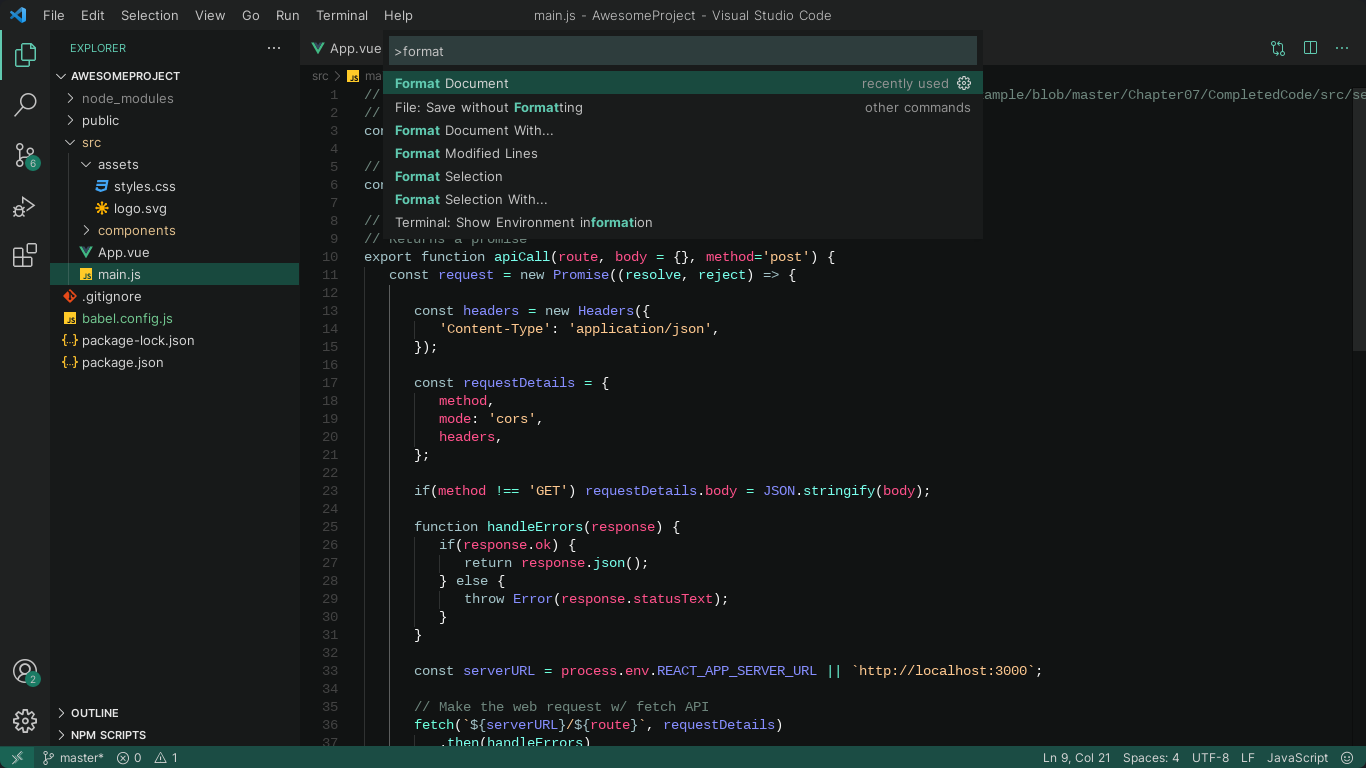 File Edit Selection View Go Run Terminal Help
main.js - AwesomeProject - Visual Studio Code
EXPLORER
AWESOMEPROJECT
node_modules
public
src
assets
styles.css
logo.svg
components
App.vue
main.js
.gitignore
babel.config.js
package-lock.json
package.json
OUTLINE
NPM SCRIPTS
6
2
App.vue
>format
Format Document recently used
File: Save without Formatting other commands
Format Document With...
Format Modified Lines
Format Selection
Format Selection With...
Terminal: Show Environment information
src > JS
1 // ample/blob/master/Chapter07/CompletedCode/src/se
2 //
3 con
4
5 //
6 con
7
8 //
9 // Returns a promise
10 export function apiCall(route, body = {}, method='post') {
11 const request = new Promise((resolve, reject) => {
12
13 const headers = new Headers({
14 'Content-Type': 'application/json',
15 });
16
17 const requestDetails = {
18 method,
19 mode: 'cors',
20 headers,
21 };
22
23 if(method !== 'GET') requestDetails.body = JSON.stringify(body);
24
25 function handleErrors(response) {
26 if(response.ok) {
27 return response.json();
28 } else {
29 throw Error(response.statusText);
30 }
31 }
32
33 const serverURL = process.env.REACT_APP_SERVER_URL || `http://localhost:3000`;
34
35 // Make the web request w/ fetch API
36 fetch(`${serverURL}/${route}`, requestDetails)
37 .then(handleErrors)
master* 0 1
Ln 9, Col 21 Spaces: 4 UTF-8 LF JavaScript